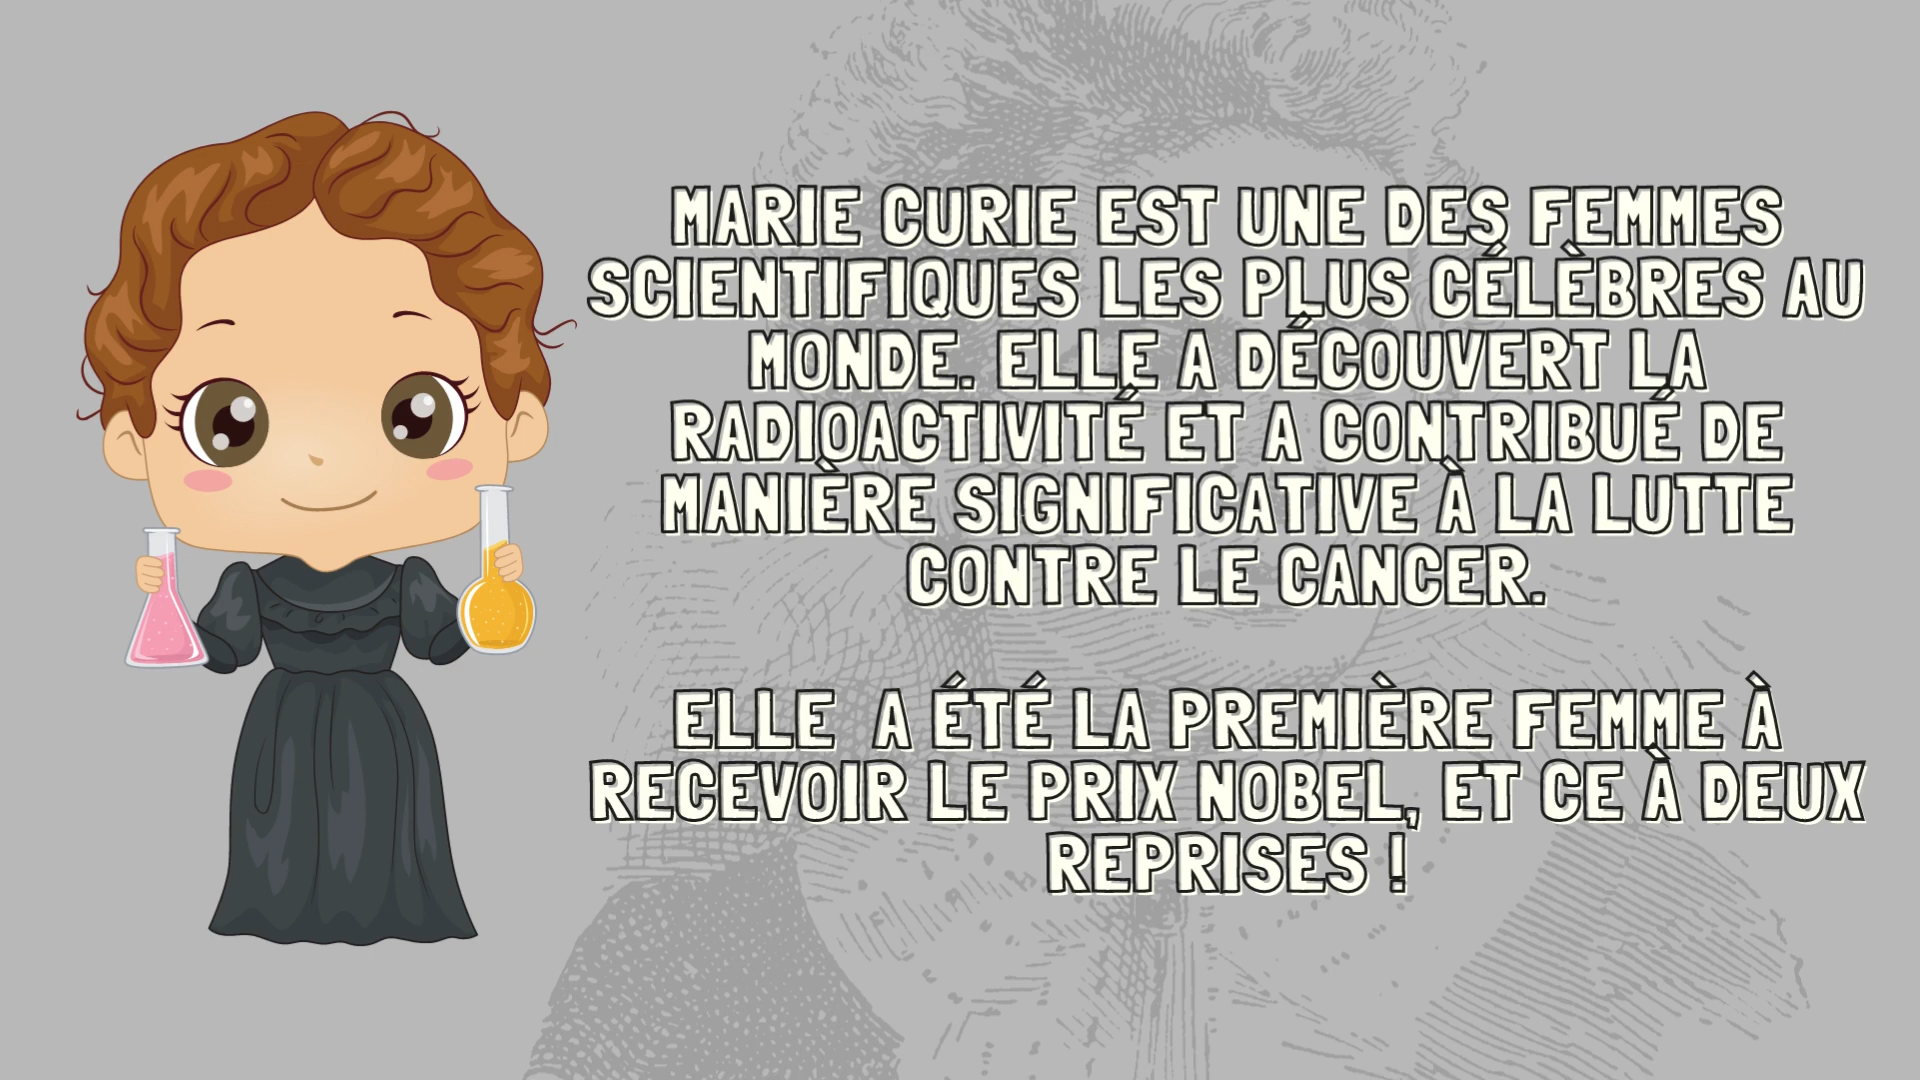 MARIE CURIE EST UNE DES FEMMES
SCIENTIFIQUES LES PLUS CÉLÈBRES AU
MONDE. ELLE A DÉCOUVERT LA
RADIOACTIVITÉ ET A CONTRIBUÉ DE
MANIÈRE SIGNIFICATIVE À LA LUTTE
CONTRE LE CANCER.
ELLE A ÉTÉ LA PREMIÈRE FEMME À
RECEVOIR LE PRIX NOBEL, ET CE À DEUX
REPRISES !